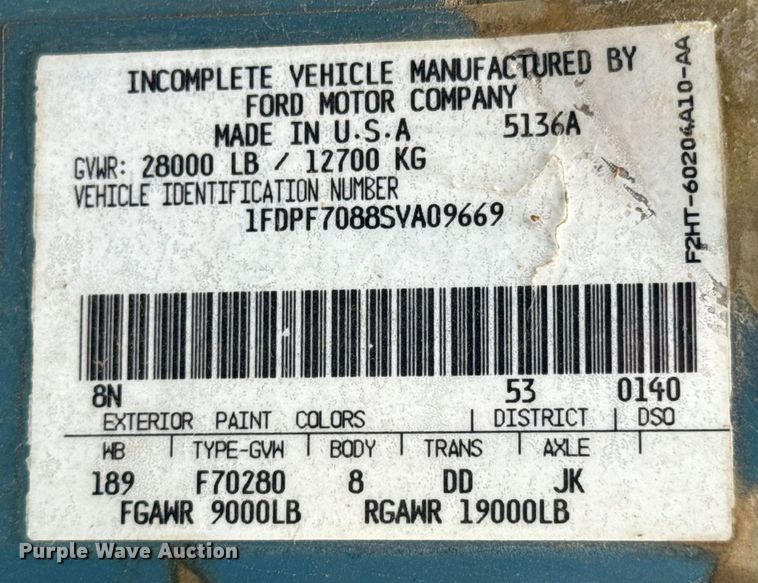 INCOMPLETE VEHICLE MANUFACTURED BY
FORD MOTOR COMPANY
MADE IN U.S.A 5136A
GVWR: 28000 LB / 12700 KG
VEHICLE IDENTIFICATION NUMBER
1FDPF7088SVA09669
F2HT-60204A10-AA
8N 53 0140
EXTERIOR PAINT COLORS DISTRICT DSO
WB TYPE-GVW BODY TRANS AXLE
189 F70280 8 DD JK
FGAWR 9000LB RGAWR 19000LB
Purple Wave Auction